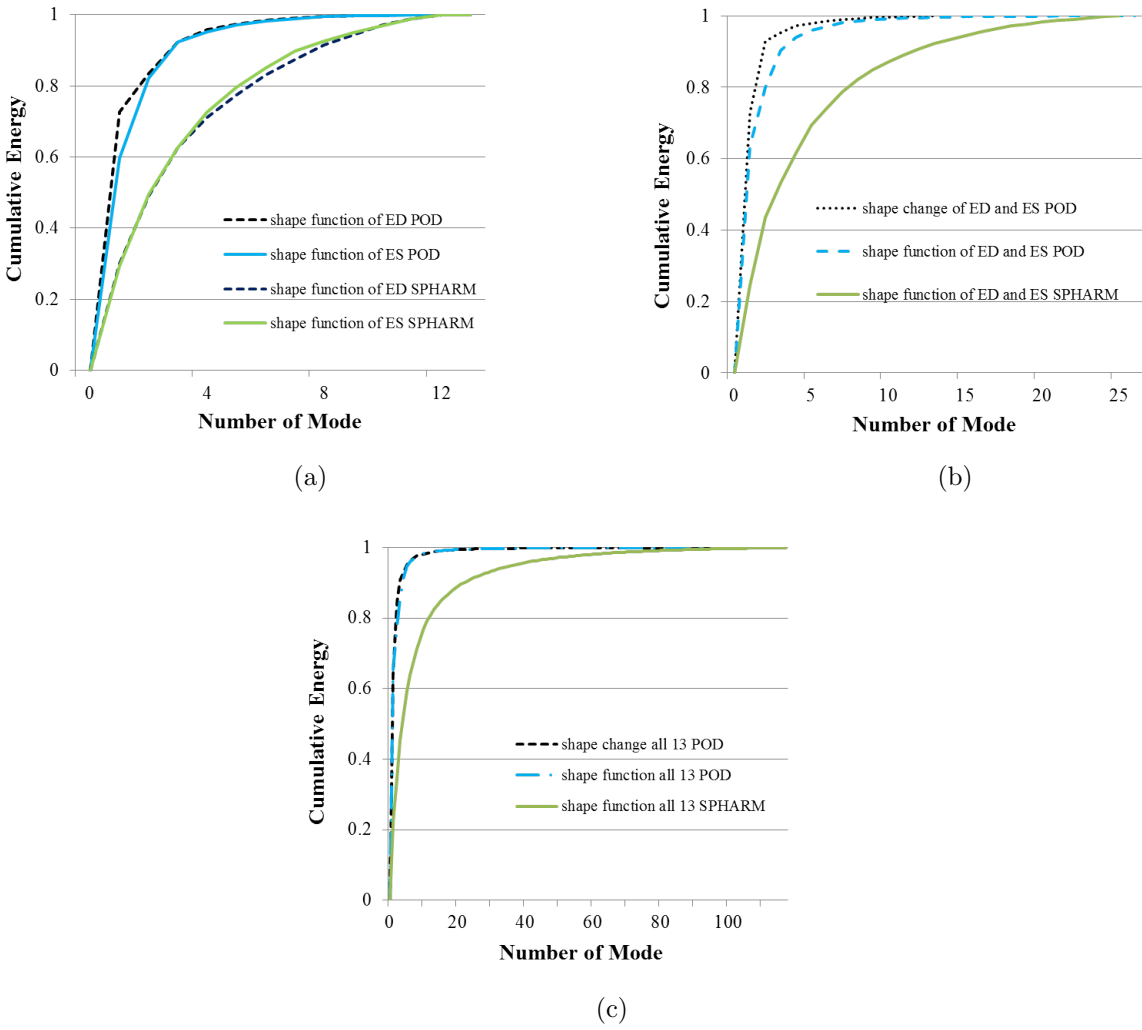 1
0.8
0.6
0.4
0.2
0
Cumulative Energy
shape function of ED POD
shape function of ES POD
shape function of ED SPHARM
shape function of ES SPHARM
0 4 8 12
Number of Mode
(a)
1
0.8
0.6
0.4
0.2
0
Cumulative Energy
shape change of ED and ES POD
shape function of ED and ES POD
shape function of ED and ES SPHARM
0 5 10 15 20 25
Number of Mode
(b)
1
0.8
0.6
0.4
0.2
0
Cumulative Energy
shape change all 13 POD
shape function all 13 POD
shape function all 13 SPHARM
0 20 40 60 80 100
Number of Mode
(c)